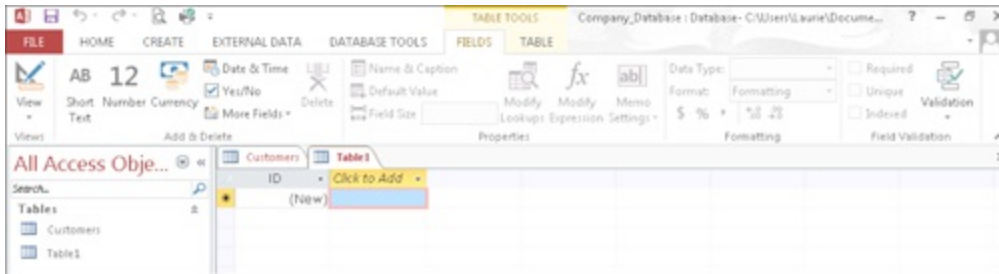 TABLE TOOLS Company_Database : Database- C:\Users\Laurie\Docume... ?
FILE HOME CREATE EXTERNAL DATA DATABASE TOOLS FIELDS TABLE
View
AB Short Text
12 Number
Currency
Date & Time
Yes/No
More Fields
Delete
Name & Caption
Default Value
Field Size
Modify Lookups
fx Modify Expression
ab Memo Settings
Data Type:
Format: Formatting
$ % ,
Required
Unique
Indexed
Validation
Views Add & Delete Properties Formatting Field Validation
All Access Obje... «
Search...
Tables
Customers
Table1
Customers Table1
ID Click to Add
(New)